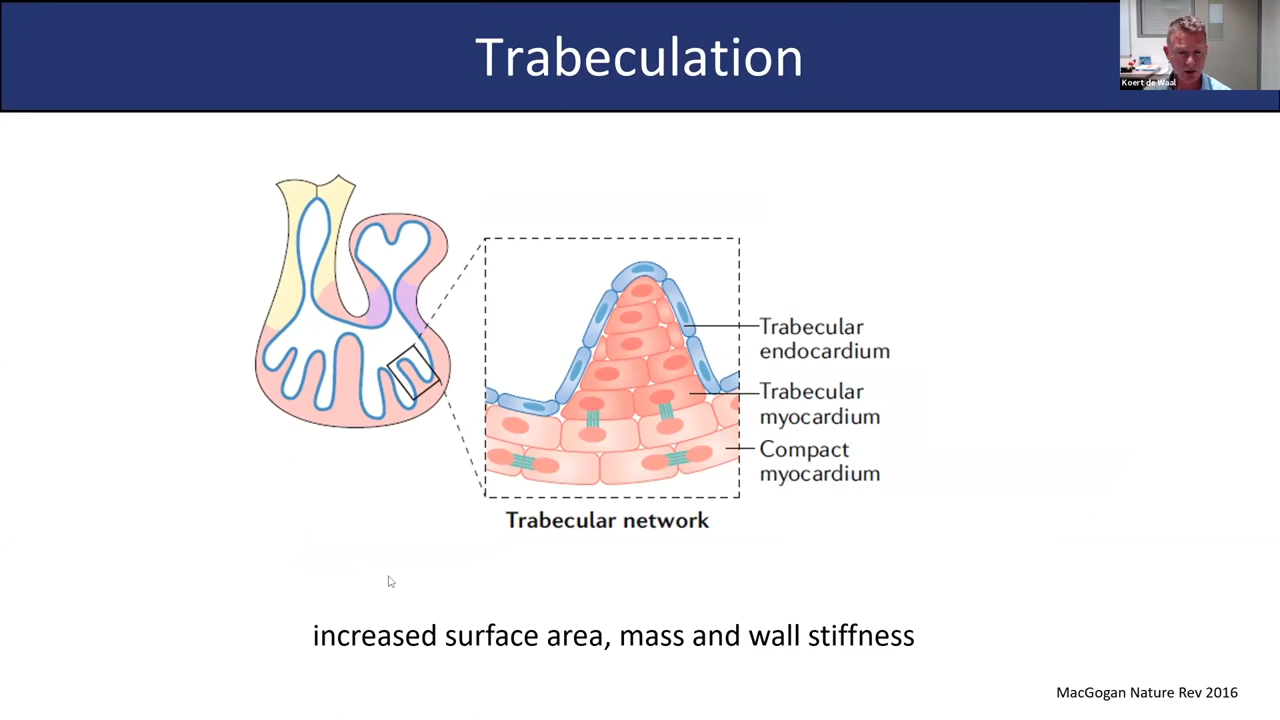 Trabeculation
Koert de Waal
Trabecular
endocardium
Trabecular
myocardium
Compact
myocardium
Trabecular network
increased surface area, mass and wall stiffness
MacGogan Nature Rev 2016